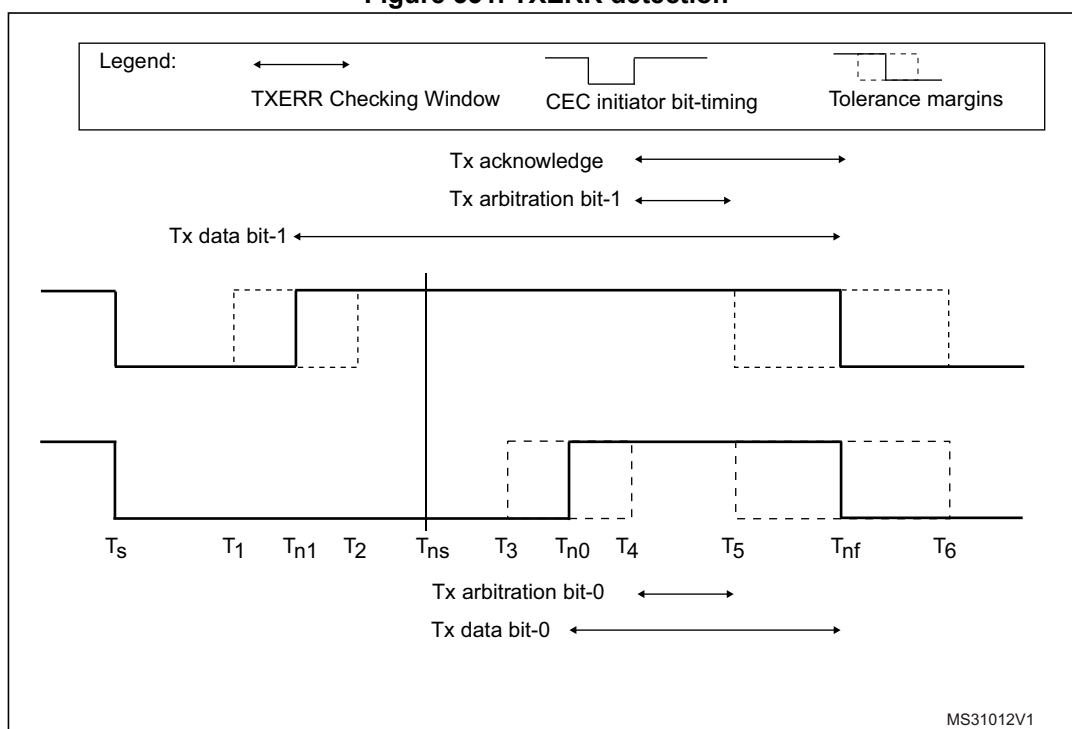 Figure TXERR detection
Legend:
TXERR Checking Window
CEC initiator bit-timing
Tolerance margins
Tx acknowledge
Tx arbitration bit-1
Tx data bit-1
Ts T1 Tn1 T2 Tns T3 Tn0 T4 T5 Tnf T6
Tx arbitration bit-0
Tx data bit-0
MS31012V1